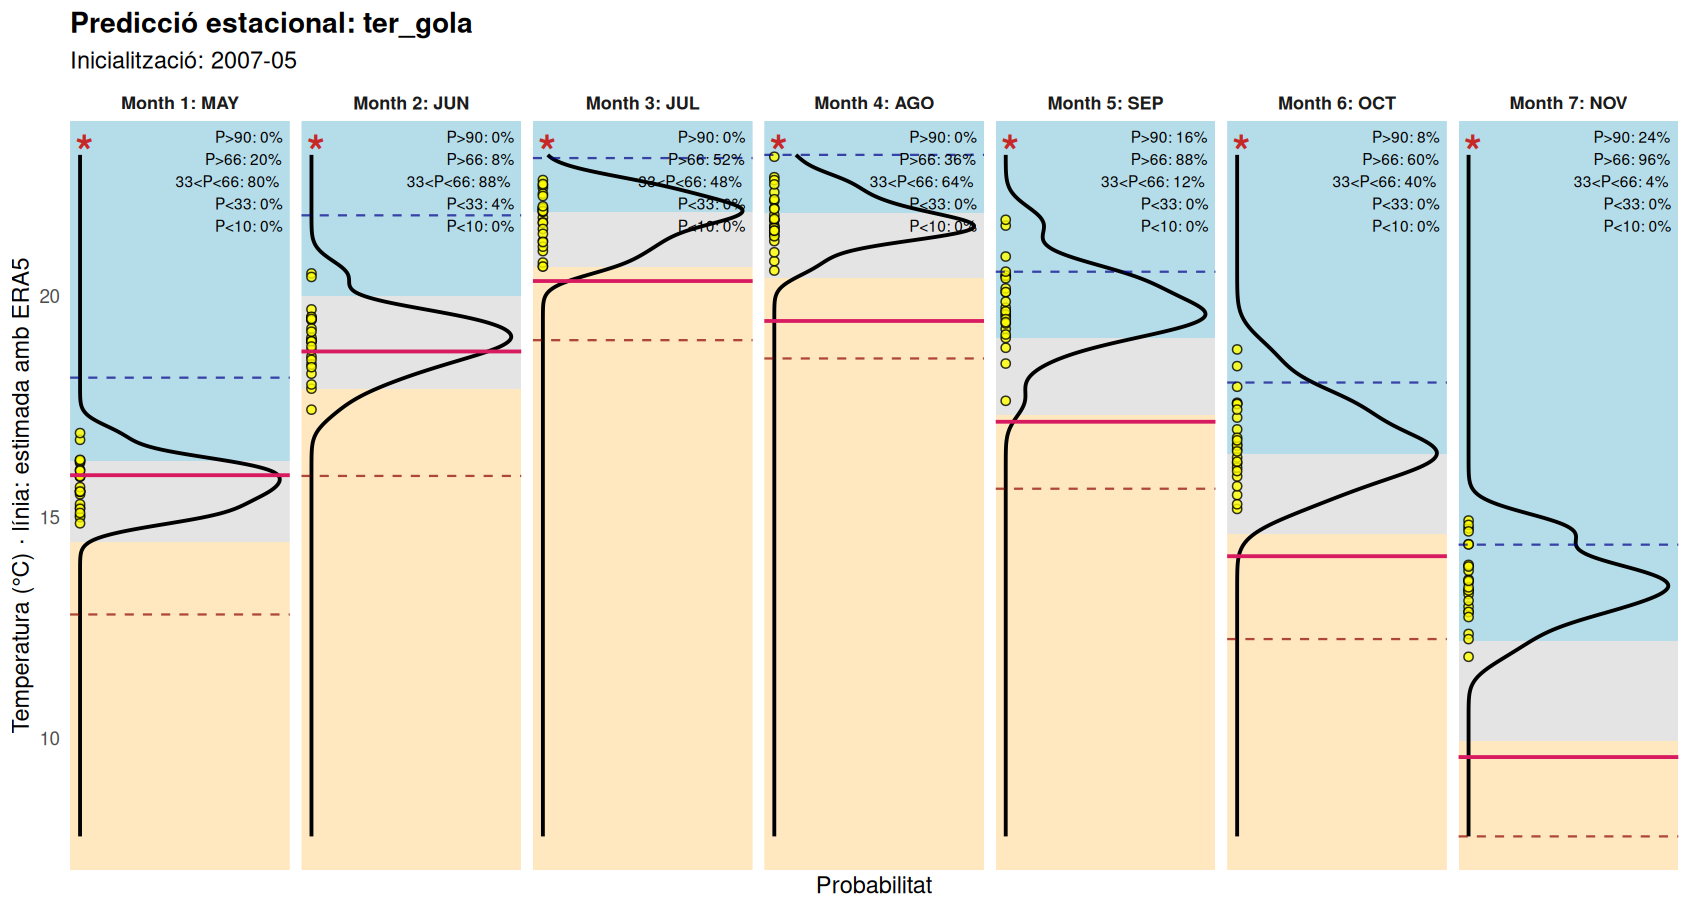 Predicció estacional: ter_gola
Inicialització: 2007-05
Month 1: MAY
Month 2: JUN
Month 3: JUL
Month 4: AGO
Month 5: SEP
Month 6: OCT
Month 7: NOV
*
P>90: 0%
P>66: 20%
33<P<66: 80%
P<33: 0%
P<10: 0%
*
P>90: 0%
P>66: 8%
33<P<66: 88%
P<33: 4%
P<10: 0%
*
P>90: 0%
P>66: 52%
33<P<66: 48%
P<33: 0%
P<10: 0%
*
P>90: 0%
P>66: 36%
33<P<66: 64%
P<33: 0%
P<10: 0%
*
P>90: 16%
P>66: 88%
33<P<66: 12%
P<33: 0%
P<10: 0%
*
P>90: 8%
P>66: 60%
33<P<66: 40%
P<33: 0%
P<10: 0%
*
P>90: 24%
P>66: 96%
33<P<66: 4%
P<33: 0%
P<10: 0%
Temperatura (°C) · línia: estimada amb ERA5
20
15
10
Probabilitat